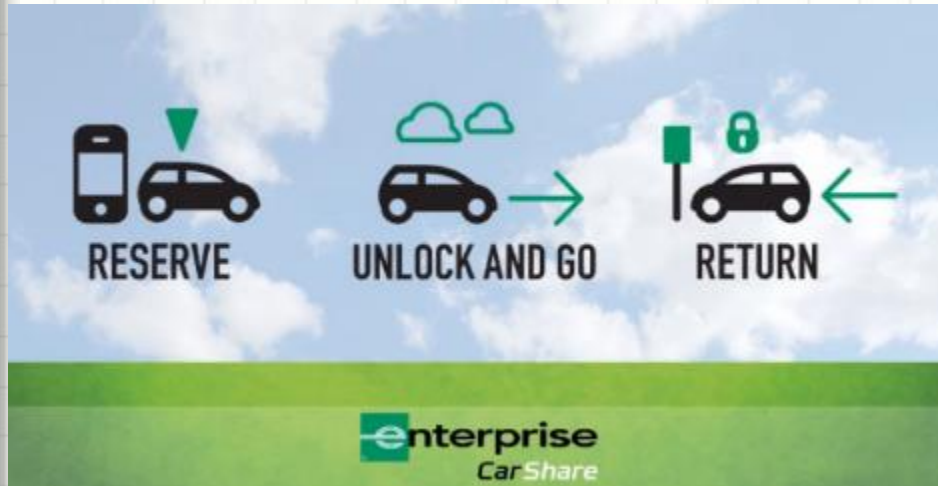 RESERVE
UNLOCK AND GO
RETURN
enterprise
CarShare